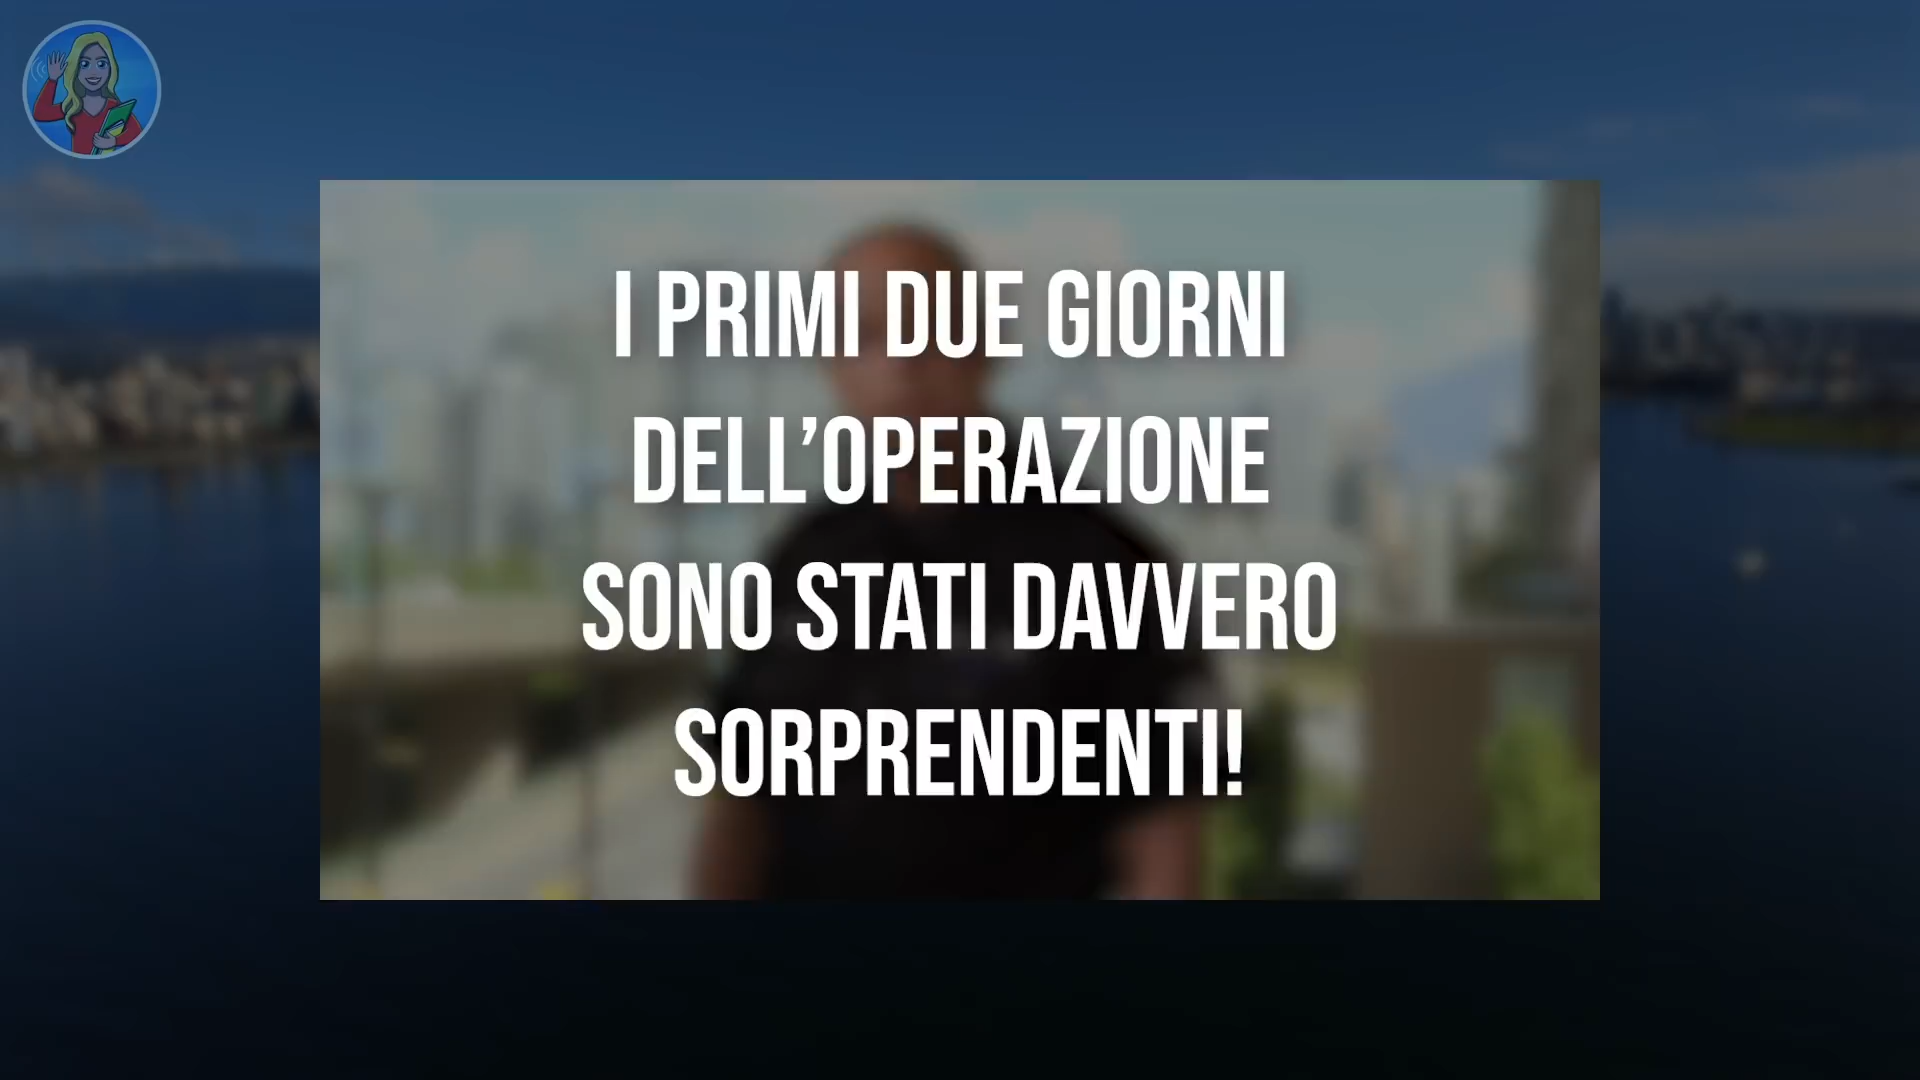 I PRIMI DUE GIORNI
DELL’OPERAZIONE
SONO STATI DAVVERO
SORPRENDENTI!